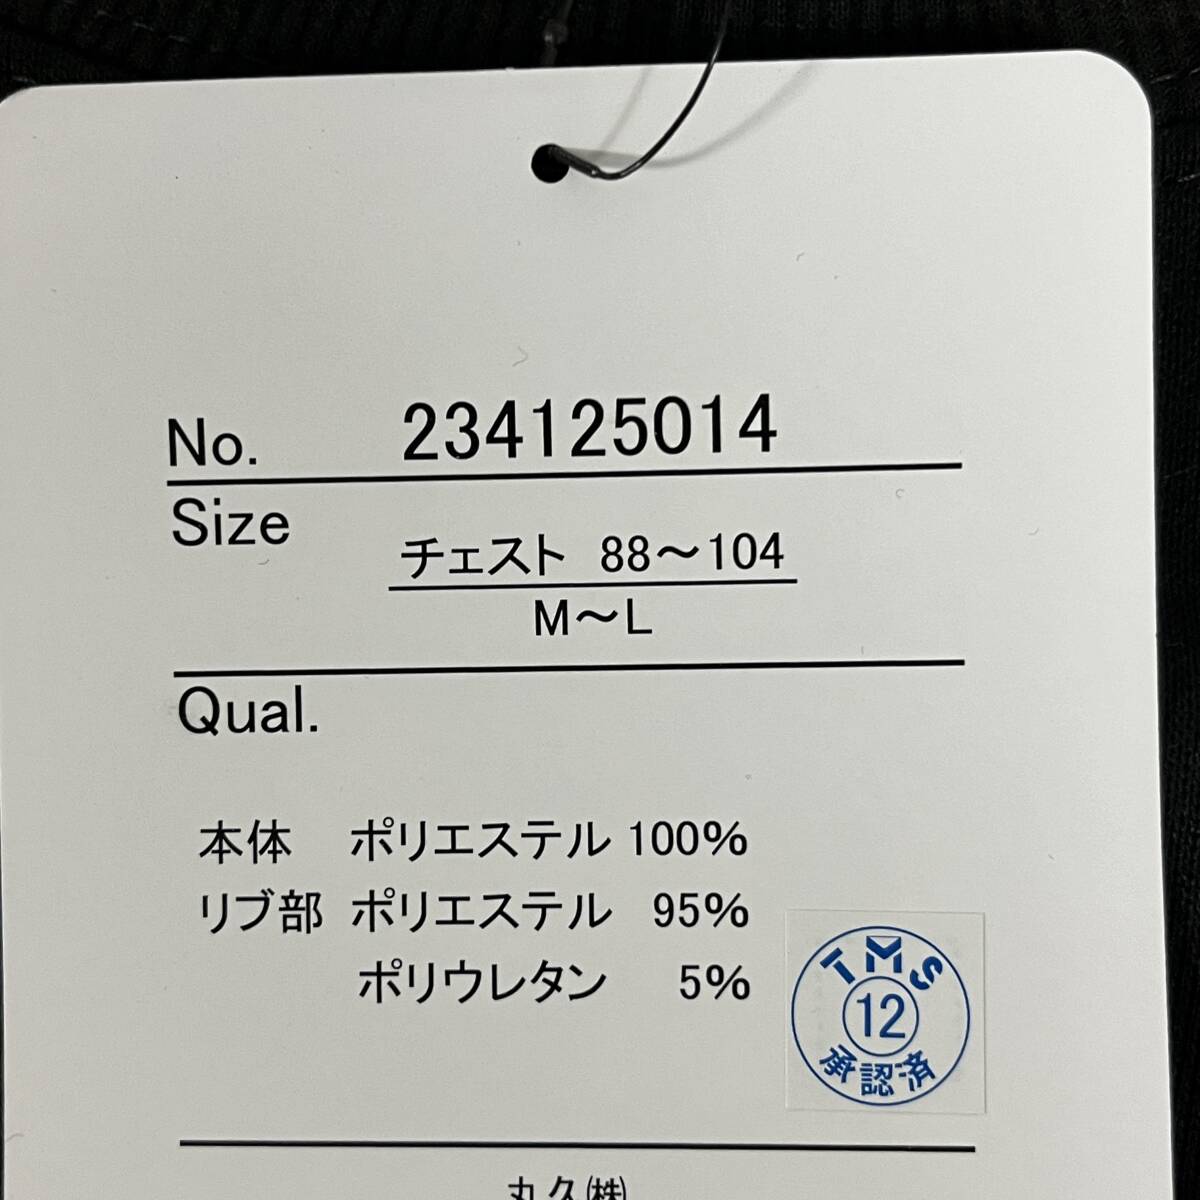 No. 234125014
Size
チェスト 88～104
M～L
Qual.
本体 ポリエステル 100%
リブ部 ポリエステル 95%
ポリウレタン 5%
TMS
12
承認済
丸久(株)